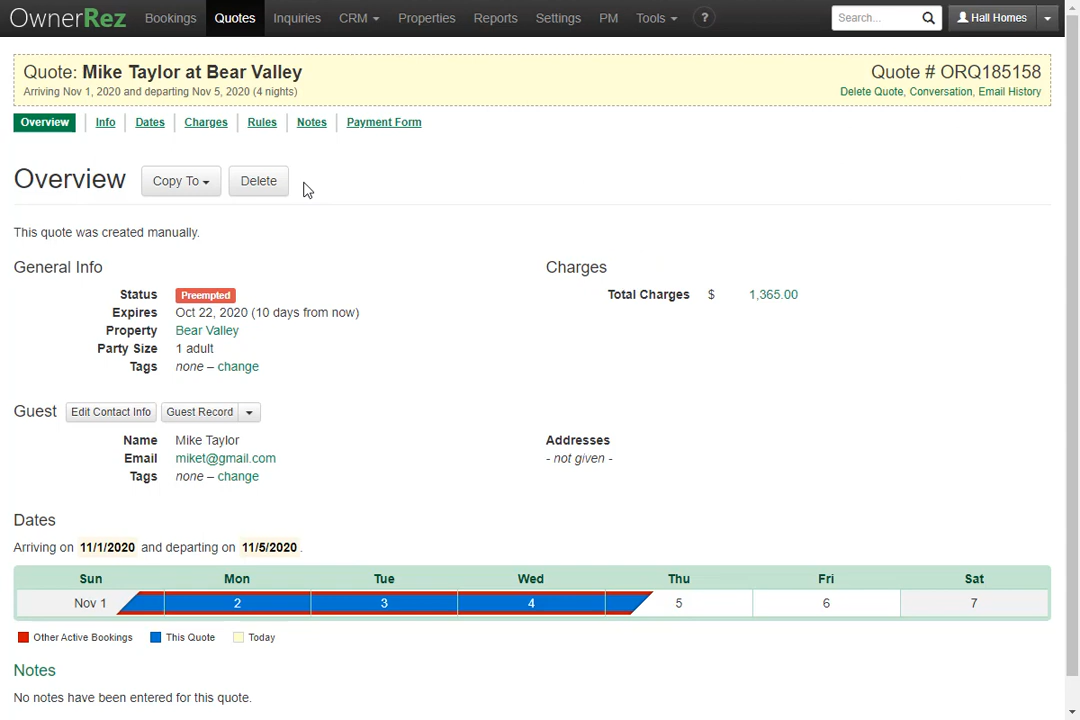 OwnerRez Bookings Quotes Inquiries CRM Properties Reports Settings PM Tools ? Search... Hall Homes
Quote: Mike Taylor at Bear Valley
Arriving Nov 1, 2020 and departing Nov 5, 2020 (4 nights)
Quote # ORQ185158
Delete Quote, Conversation, Email History
Overview Info Dates Charges Rules Notes Payment Form
Overview Copy To Delete
This quote was created manually.
General Info
Status Preempted
Expires Oct 22, 2020 (10 days from now)
Property Bear Valley
Party Size 1 adult
Tags none – change
Charges
Total Charges $ 1,365.00
Guest Edit Contact Info Guest Record
Name Mike Taylor
Email miket@gmail.com
Tags none – change
Addresses
- not given -
Dates
Arriving on 11/1/2020 and departing on 11/5/2020 .
Sun Mon Tue Wed Thu Fri Sat
Nov 1 2 3 4 5 6 7
Other Active Bookings This Quote Today
Notes
No notes have been entered for this quote.